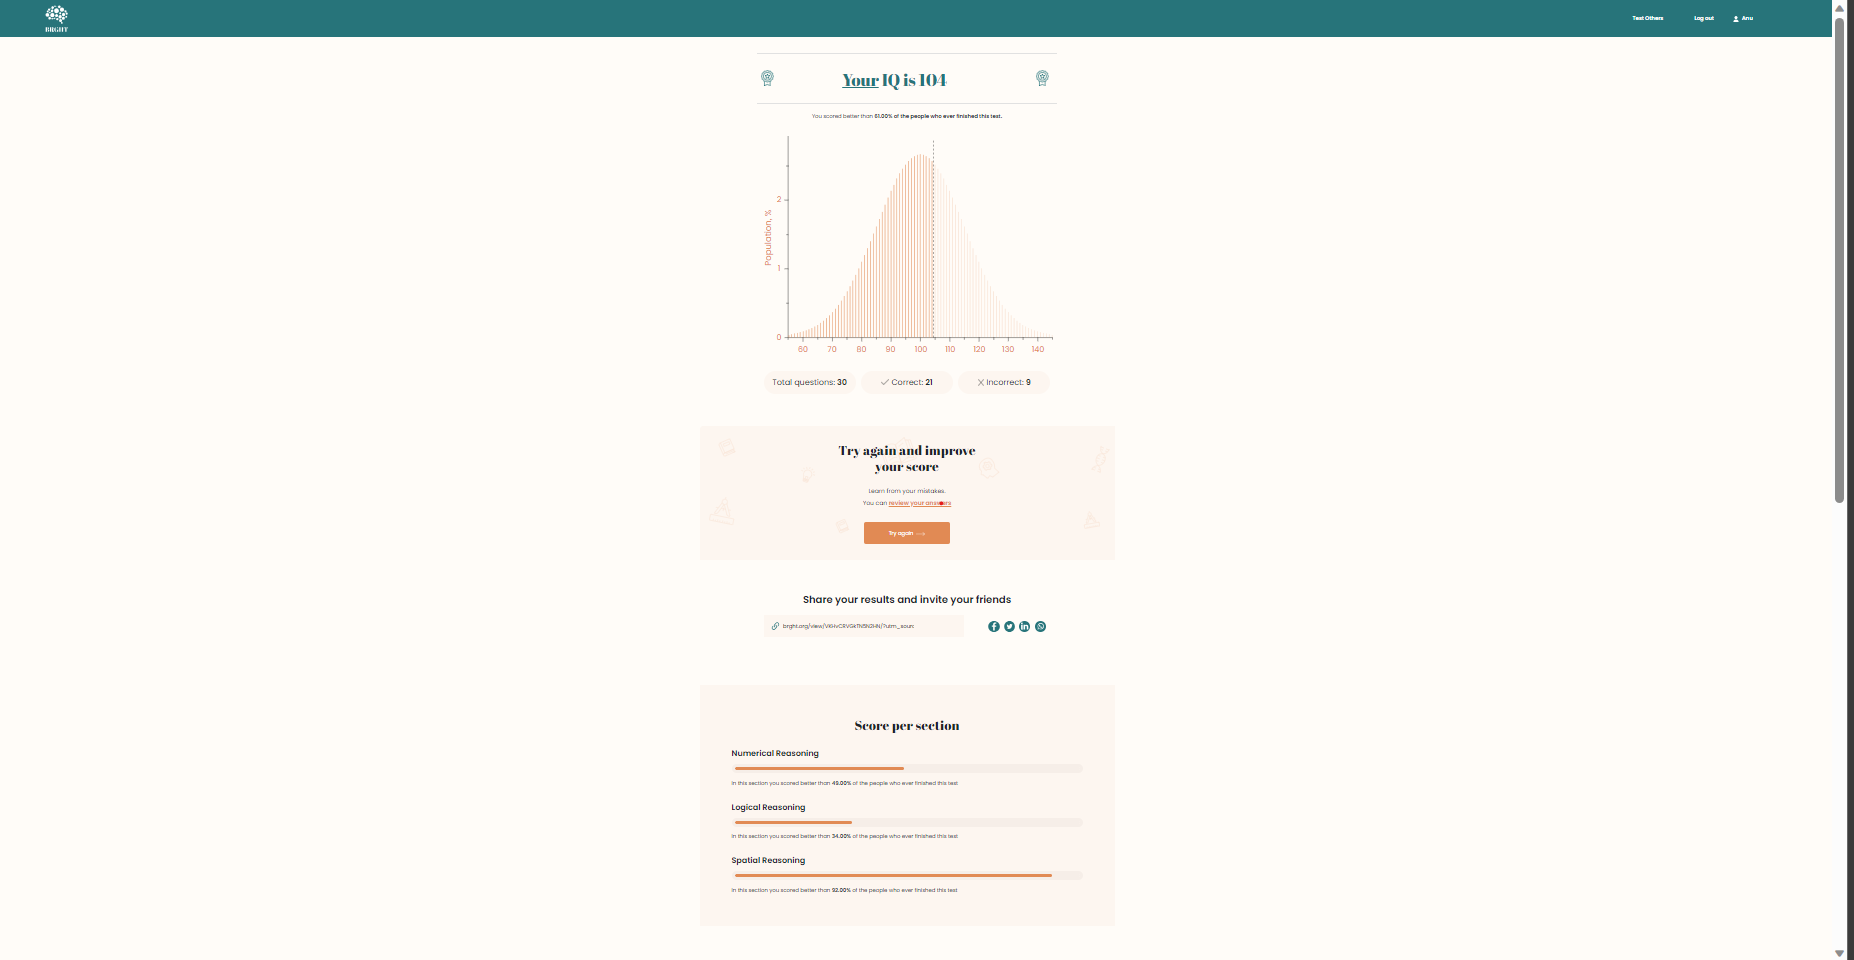 BRGHT
Test Others
Log out
Anu
Your IQ is 104
You scored better than 61.00% of the people who ever finished this test.
Population, %
2
1
0
60 70 80 90 100 110 120 130 140
Total questions: 30
Correct: 21
Incorrect: 9
Try again and improve
your score
Learn from your mistakes.
You can review your answers
Try again
Share your results and invite your friends
Score per section
Numerical Reasoning
In this section you scored better than 49.00% of the people who ever finished this test
Logical Reasoning
In this section you scored better than 34.00% of the people who ever finished this test
Spatial Reasoning
In this section you scored better than 92.00% of the people who ever finished this test